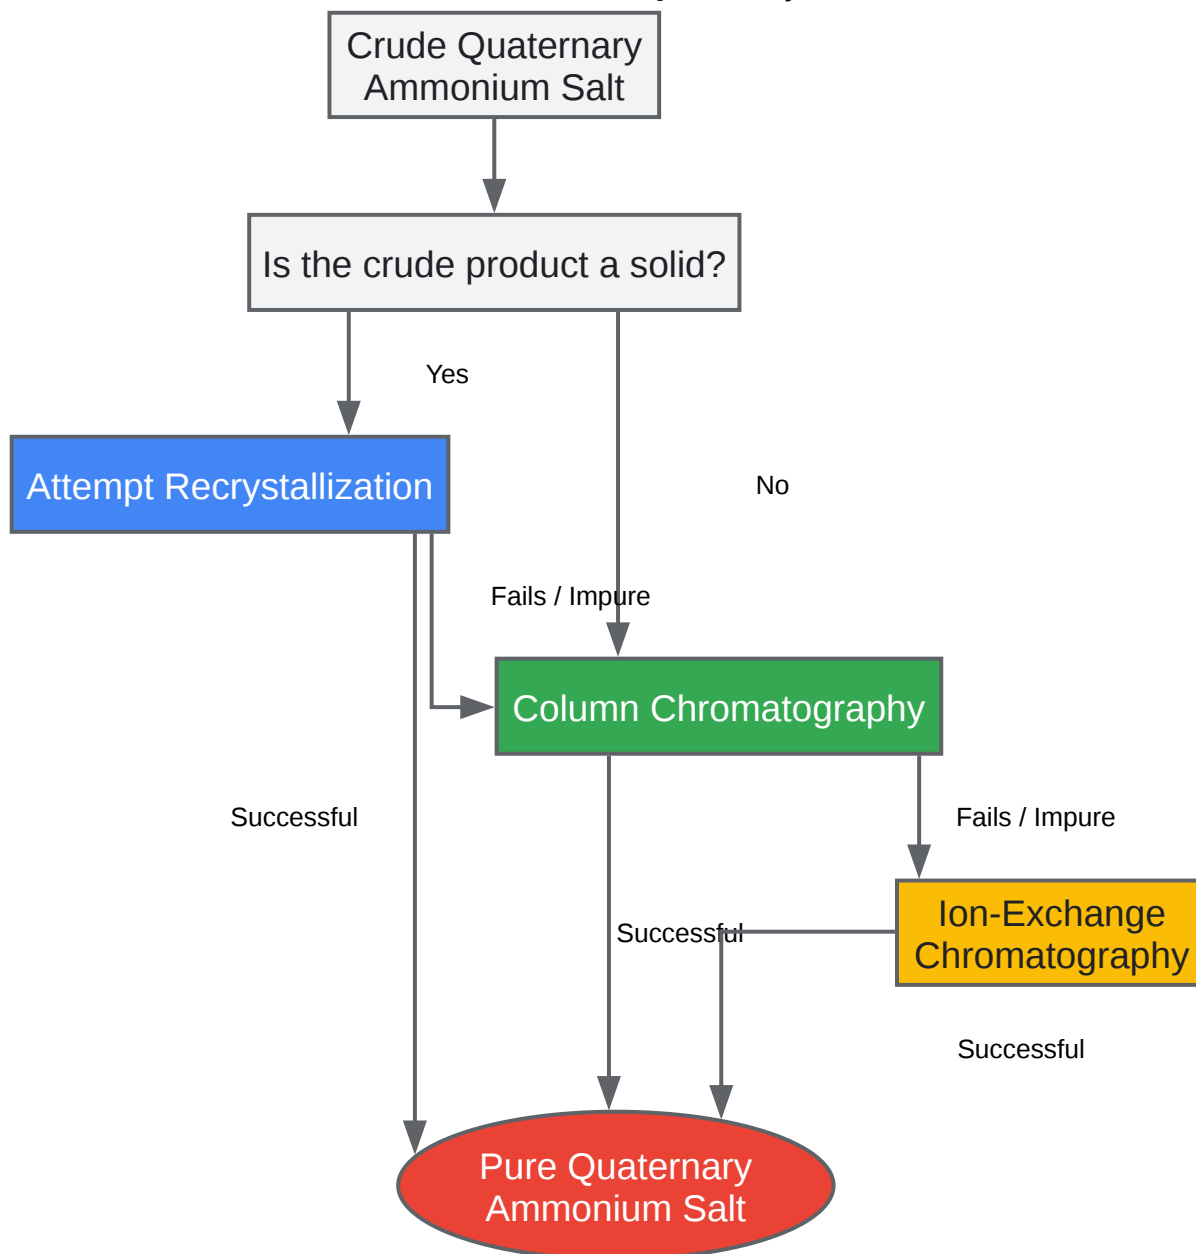 Crude Quaternary
Ammonium Salt
Is the crude product a solid?
Yes
Attempt Recrystallization
No
Fails / Impure
Column Chromatography
Successful
Fails / Impure
Ion-Exchange
Chromatography
Successful
Successful
Pure Quaternary
Ammonium Salt